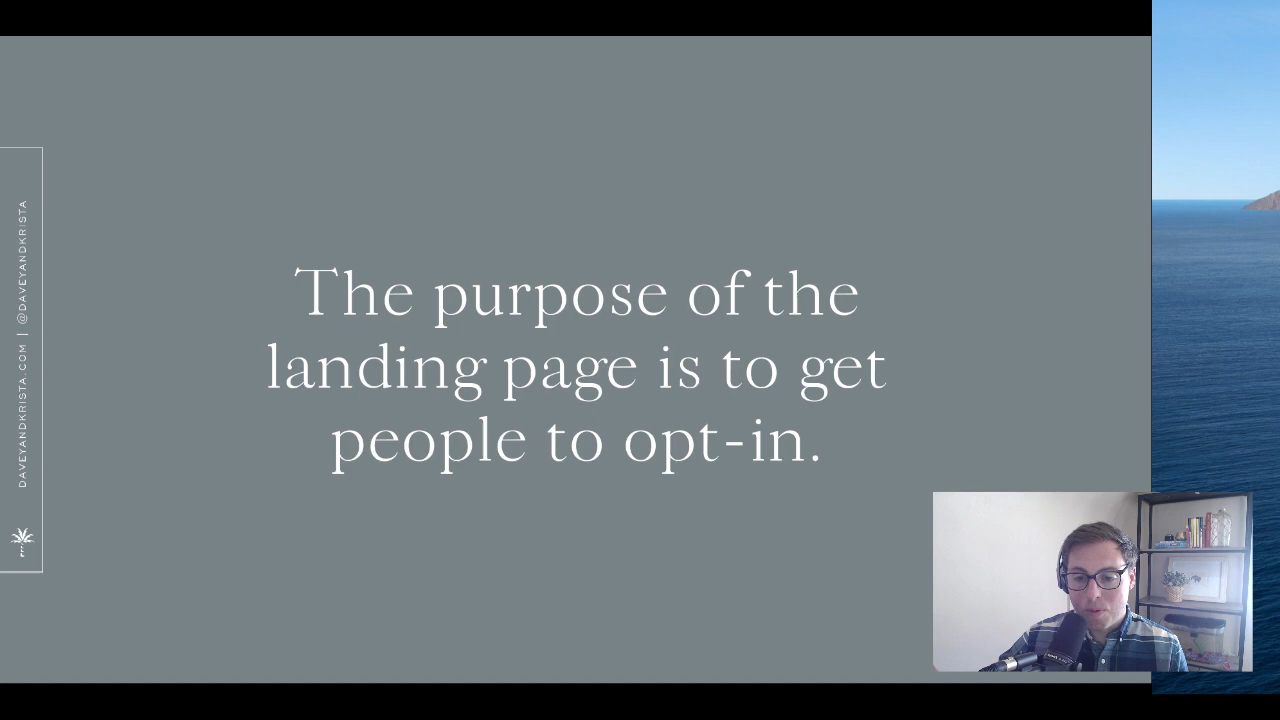 The purpose of the
landing page is to get
people to opt-in.
DAVEYANDKRISTA.COM | @DAVEYANDKRISTA